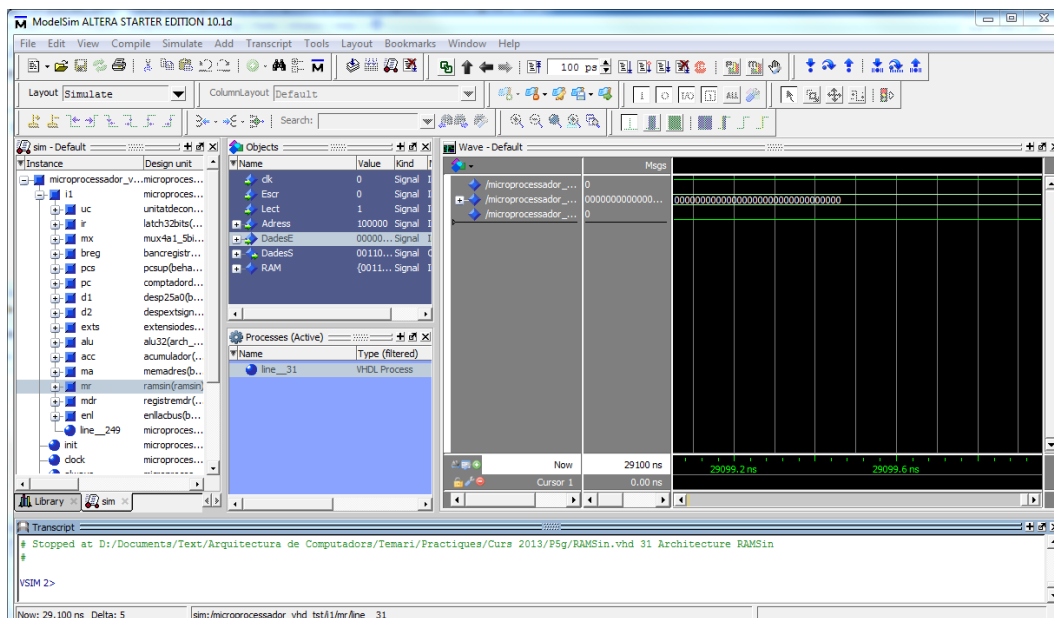 ModelSim ALTERA STARTER EDITION 10.1d
File Edit View Compile Simulate Add Transcript Tools Layout Bookmarks Window Help
100 ps
Layout Simulate ColumnLayout Default
Search:
sim - Default
Instance Design unit
microprocessador_v... microproces...
i1 microproces...
uc unitatdecon...
ir latch32bits(...
mx mux4a1_5bi...
breg bancregistr...
pcs pcsup(beha...
pc comptadord...
d1 desp25a0(b...
d2 despextsign...
exts extensiodes...
alu alu32(arch_...
acc acumulador(...
ma memadres(b...
mr ramsin(ramsin)
mdr registremdr(...
enl enllacbus(b...
line__249 microproces...
init microproces...
clock microproces...
always
Library sim
Objects
Name Value Kind
clk 0 Signal I
Escr 0 Signal I
Lect 1 Signal I
Adress 100000 Signal I
DadesE 00000... Signal I
DadesS 00110... Signal
RAM {0011... Signal I
Processes (Active)
Name Type (filtered)
line__31 VHDL Process
Wave - Default
Msgs
/microprocessador_... 0
/microprocessador_... 0000000000000...
/microprocessador_... 0
00000000000000000000000000000000
Now 29100 ns
Cursor 1 0.00 ns
29099.2 ns 29099.6 ns
Transcript
# Stopped at D:/Documents/Text/Arquitectura de Computadors/Temari/Practiques/Curs 2013/P5g/RAMSin.vhd 31 Architecture RAMSin
#
VSIM 2>
Now: 29,100 ns Delta: 5 sim:/microprocessador_vhd_tst/i1/mr/line__31